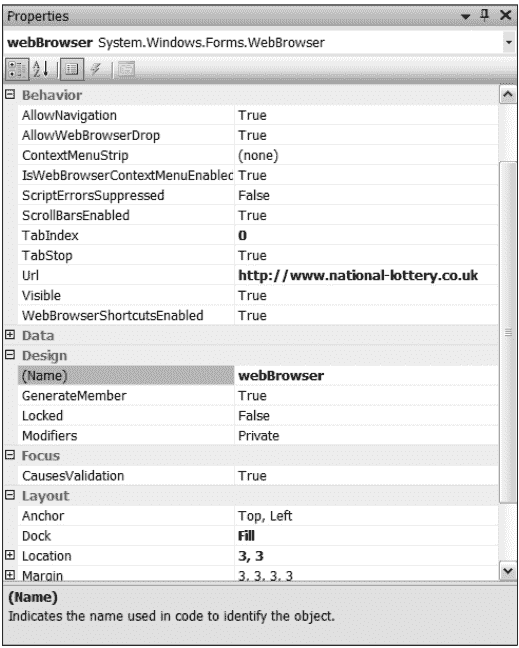 Properties
webBrowser System.Windows.Forms.WebBrowser
Behavior
AllowNavigation True
AllowWebBrowserDrop True
ContextMenuStrip (none)
IsWebBrowserContextMenuEnabled True
ScriptErrorsSuppressed False
ScrollBarsEnabled True
TabIndex 0
TabStop True
Url http://www.national-lottery.co.uk
Visible True
WebBrowserShortcutsEnabled True
Data
Design
(Name) webBrowser
GenerateMember True
Locked False
Modifiers Private
Focus
CausesValidation True
Layout
Anchor Top, Left
Dock Fill
Location 3, 3
Margin 3, 3, 3, 3
(Name)
Indicates the name used in code to identify the object.